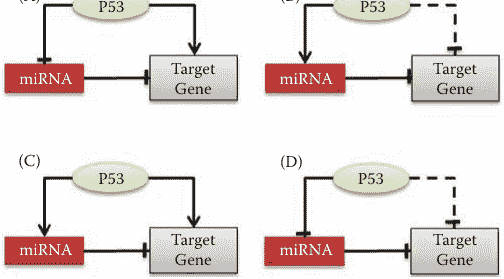 (A)
P53
miRNA
Target
Gene
(B)
P53
miRNA
Target
Gene
(C)
P53
miRNA
Target
Gene
(D)
P53
miRNA
Target
Gene